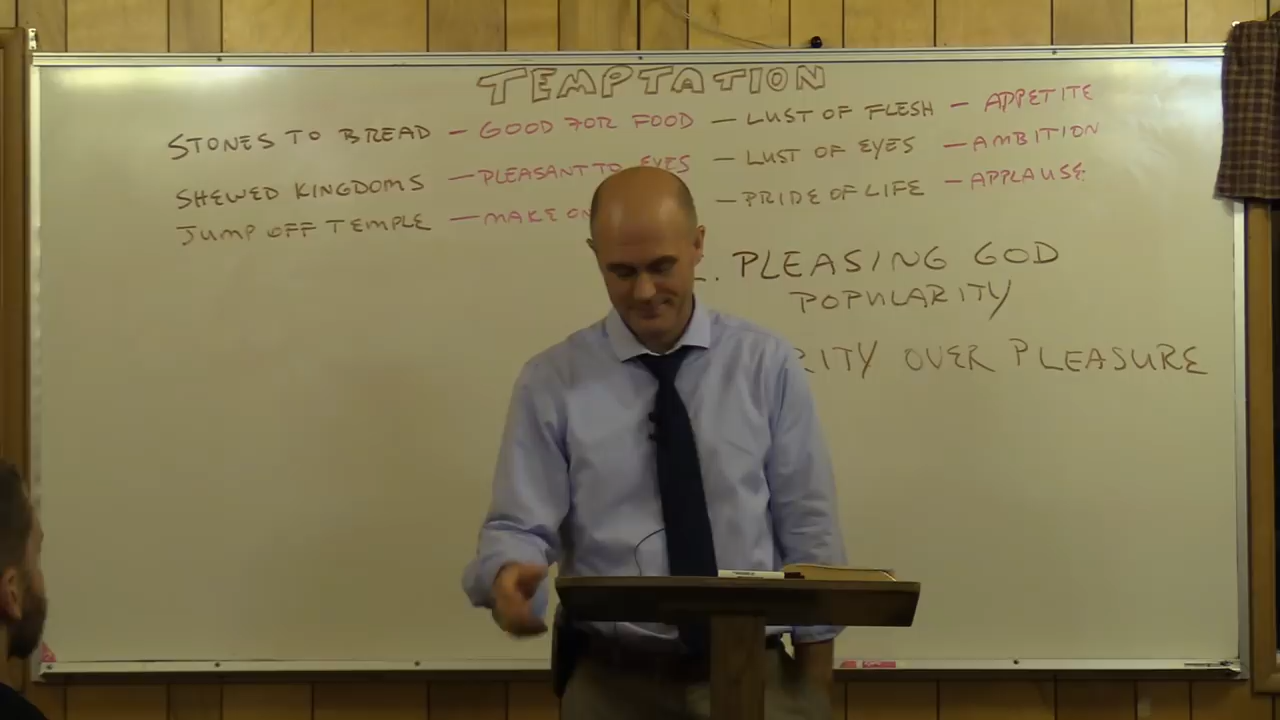 TEMPTATION
STONES TO BREAD – GOOD FOR FOOD – LUST OF FLESH – APPETITE
SHEWED KINGDOMS – PLEASANT TO EYES – LUST OF EYES – AMBITION
JUMP OFF TEMPLE – MAKE – PRIDE OF LIFE – APPLAUSE
. PLEASING GOD
POPULARITY
OVER PLEASURE